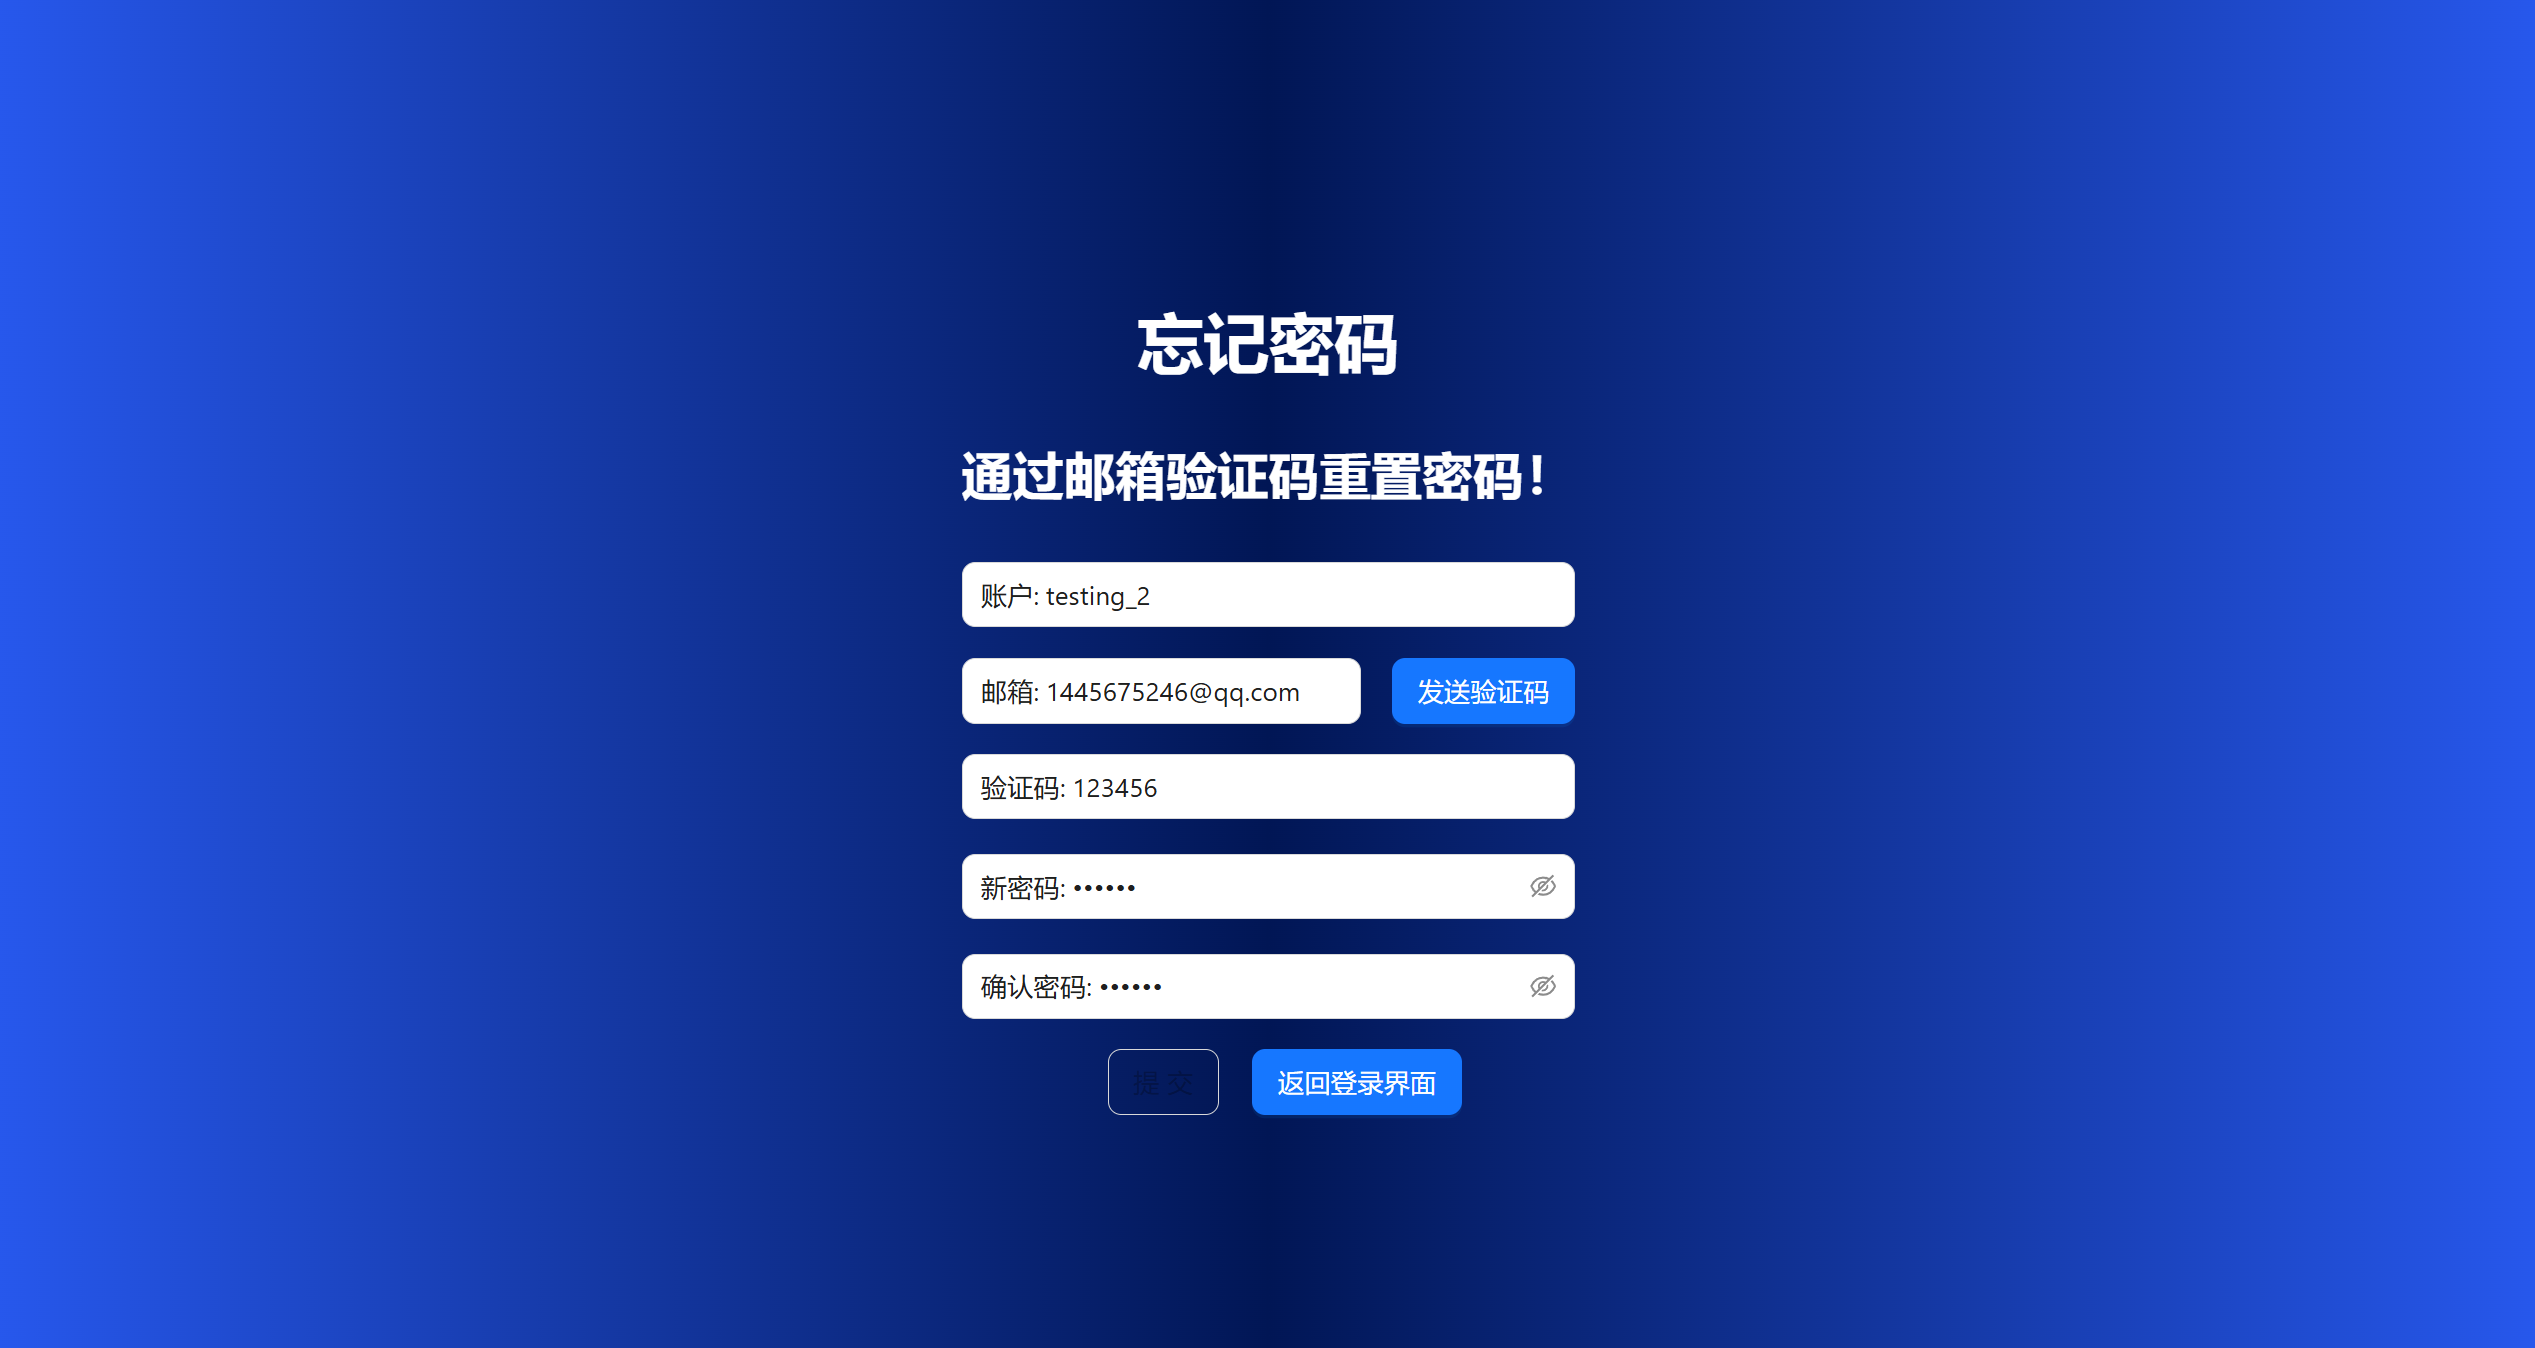 忘记密码
通过邮箱验证码重置密码！
账户: testing_2
邮箱: 1445675246@qq.com
发送验证码
验证码: 123456
新密码: ••••••
确认密码: ••••••
提 交
返回登录界面